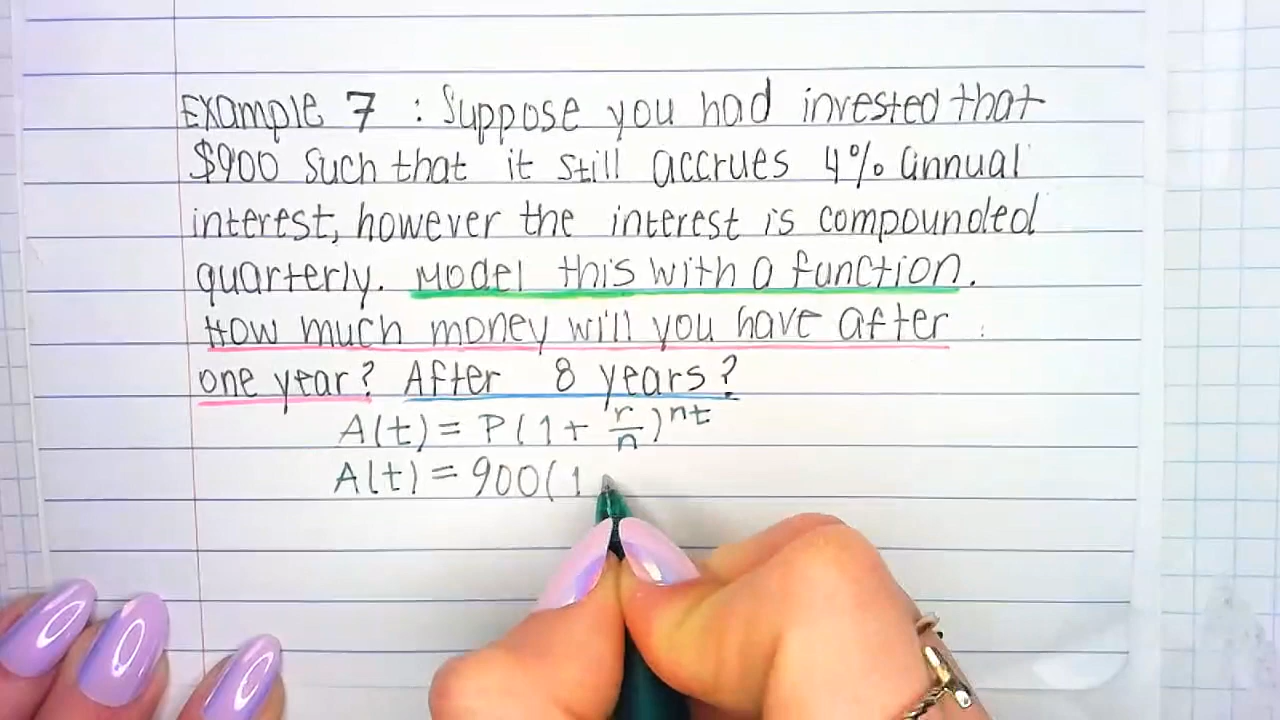 Example 7 : Suppose you had invested that
$900 such that it still accrues 4% annual
interest, however the interest is compounded
quarterly. Model this with a function.
How much money will you have after
one year? After 8 years?
A(t) = P(1 + r/n)^nt
A(t) = 900(1